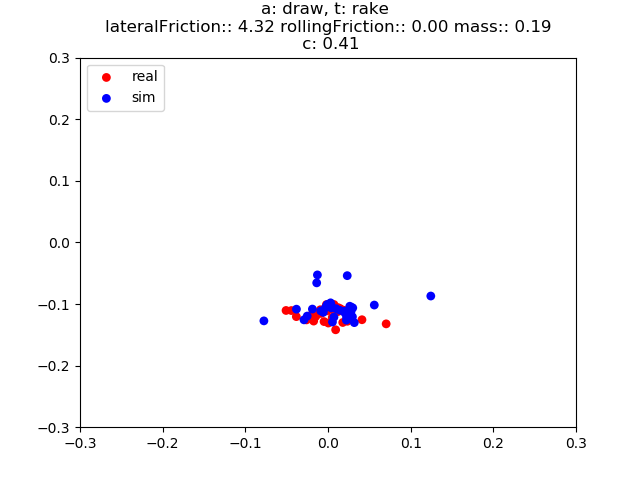 a: draw, t: rake
lateralFriction:: 4.32 rollingFriction:: 0.00 mass:: 0.19
c: 0.41
real
sim
0.3
0.2
0.1
0.0
−0.1
−0.2
−0.3
−0.3 −0.2 −0.1 0.0 0.1 0.2 0.3